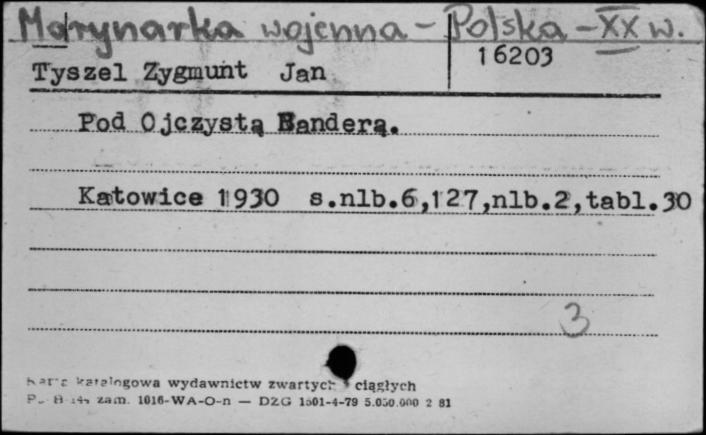 Marynarka wojenna - Polska - XX w.
16203
Tyszel Zygmunt Jan
Pod Ojczystą Banderą.
Katowice 1930 s.nlb.6,127,nlb.2,tabl.30
3
katalogowa wydawnictw zwartych i ciągłych
zam. 1016-WA-O-n — DZG 1501-4-79 5.050.000 2 81